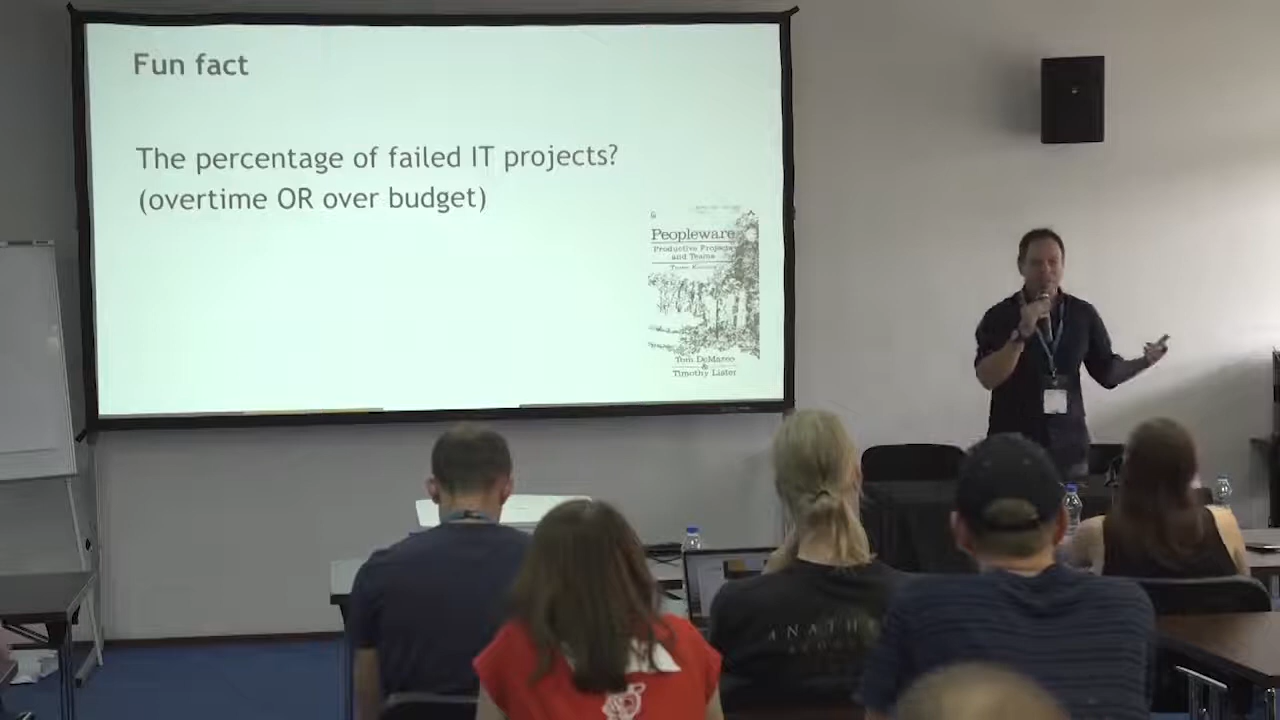 Fun fact
The percentage of failed IT projects?
(overtime OR over budget)
Peopleware
Productive Projects
and Teams
Tom DeMarco
&
Timothy Lister
ANATH